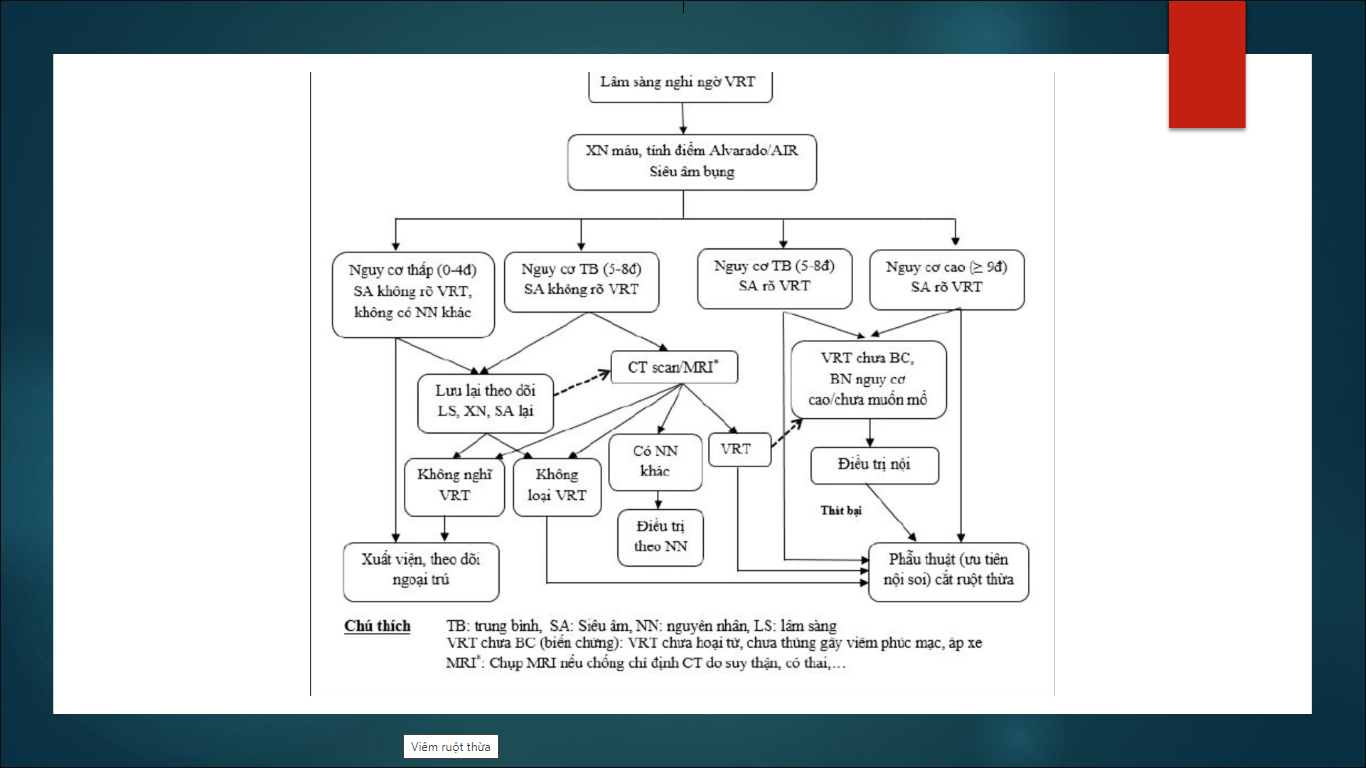 Lâm sàng nghi ngờ VRT
XN máu, tính điểm Alvarado/AIR
Siêu âm bụng
Nguy cơ thấp (0-4đ)
SA không rõ VRT,
không có NN khác
Nguy cơ TB (5-8đ)
SA không rõ VRT
Nguy cơ TB (5-8đ)
SA rõ VRT
Nguy cơ cao (≥ 9đ)
SA rõ VRT
Lưu lại theo dõi
LS, XN, SA lại
CT scan/MRI*
VRT chưa BC,
BN nguy cơ
cao/chưa muốn mổ
Không nghĩ
VRT
Không
loại VRT
Có NN
khác
VRT
Điều trị nội
Thất bại
Điều trị
theo NN
Xuất viện, theo dõi
ngoại trú
Phẫu thuật (ưu tiên
nội soi) cắt ruột thừa
Chú thích TB: trung bình, SA: Siêu âm, NN: nguyên nhân, LS: lâm sàng
VRT chưa BC (biến chứng): VRT chưa hoại tử, chưa thủng gây viêm phúc mạc, áp xe
MRI*: Chụp MRI nếu chống chỉ định CT do suy thận, có thai,…
Viêm ruột thừa